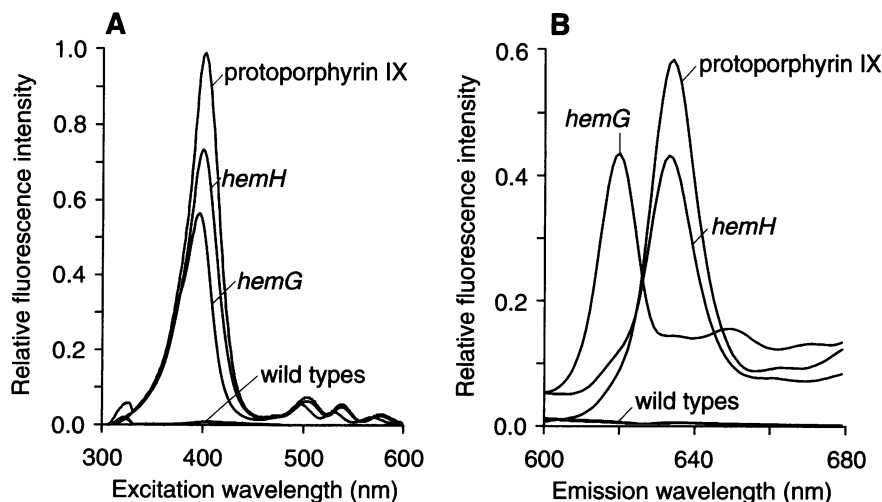 A
Relative fluorescence intensity
1.0
0.8
0.6
0.4
0.2
0.0
protoporphyrin IX
hemH
hemG
wild types
300 400 500 600
Excitation wavelength (nm)
B
Relative fluorescence intensity
0.6
0.4
0.2
0.0
protoporphyrin IX
hemG
hemH
wild types
600 640 680
Emission wavelength (nm)